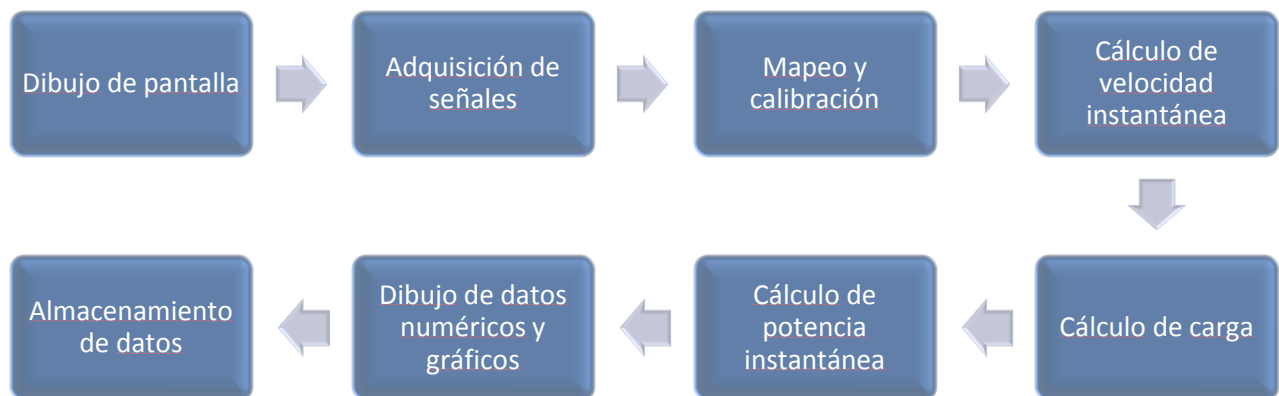 Dibujo de pantalla
Adquisición de
señales
Mapeo y
calibración
Cálculo de
velocidad
instantánea
Cálculo de carga
Cálculo de
potencia
instantánea
Dibujo de datos
numéricos y
gráficos
Almacenamiento
de datos